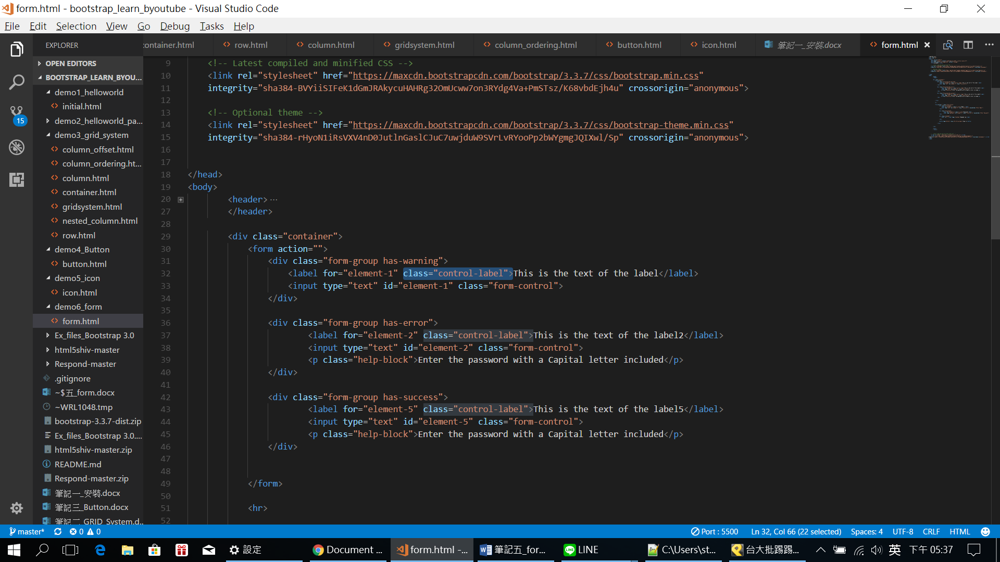 form.html - bootstrap_learn_byoutube - Visual Studio Code
File Edit Selection View Go Debug Tasks Help
EXPLORER
container.html row.html column.html gridsystem.html column_ordering.html button.html icon.html 筆記一_安裝.docx form.html
OPEN EDITORS
BOOTSTRAP_LEARN_BYOU...
demo1_helloworld
initial.html
demo2_helloworld_pa...
demo3_grid_system
column_offset.html
column_ordering.ht...
column.html
container.html
gridsystem.html
nested_column.html
row.html
demo4_Button
button.html
demo5_icon
icon.html
demo6_form
form.html
Ex_files_Bootstrap 3.0
html5shiv-master
Respond-master
.gitignore
~$五_form.docx
~WRL1048.tmp
bootstrap-3.3.7-dist.zip
Ex_files_Bootstrap 3.0....
html5shiv-master.zip
README.md
Respond-master.zip
筆記一_安裝.docx
筆記三_Button.docx
筆記二_GRID_System.d...
15
9 <!-- Latest compiled and minified CSS -->
10 <link rel="stylesheet" href="https://maxcdn.bootstrapcdn.com/bootstrap/3.3.7/css/bootstrap.min.css"
11 integrity="sha384-BVYiiSIFeK1dGmJRAkycuHAHRg32OmUcww7on3RYdg4Va+PmSTsz/K68vbdEjh4u" crossorigin="anonymous">
12
13 <!-- Optional theme -->
14 <link rel="stylesheet" href="https://maxcdn.bootstrapcdn.com/bootstrap/3.3.7/css/bootstrap-theme.min.css"
15 integrity="sha384-rHyoN1iRsVXV4nD0JutlnGaslCJuC7uwjduW9SVrLvRYooPp2bWYgmgJQIXwl/Sp" crossorigin="anonymous">
16
17
18 </head>
19 <body>
20 <header>...
27 </header>
28
29 <div class="container">
30 <form action="">
31 <div class="form-group has-warning">
32 <label for="element-1" class="control-label">This is the text of the label</label>
33 <input type="text" id="element-1" class="form-control">
34 </div>
35
36 <div class="form-group has-error">
37 <label for="element-2" class="control-label">This is the text of the label2</label>
38 <input type="text" id="element-2" class="form-control">
39 <p class="help-block">Enter the password with a Capital letter included</p>
40 </div>
41
42 <div class="form-group has-success">
43 <label for="element-5" class="control-label">This is the text of the label5</label>
44 <input type="text" id="element-5" class="form-control">
45 <p class="help-block">Enter the password with a Capital letter included</p>
46 </div>
47
48
49 </form>
50
51 <hr>
52
master* 0 0 Port : 5500 Ln 32, Col 66 (22 selected) Spaces: 4 UTF-8 CRLF HTML
設定 Document ... form.html -... 筆記五_for... LINE C:\Users\st... 台大批踢踢... 英 下午 05:37